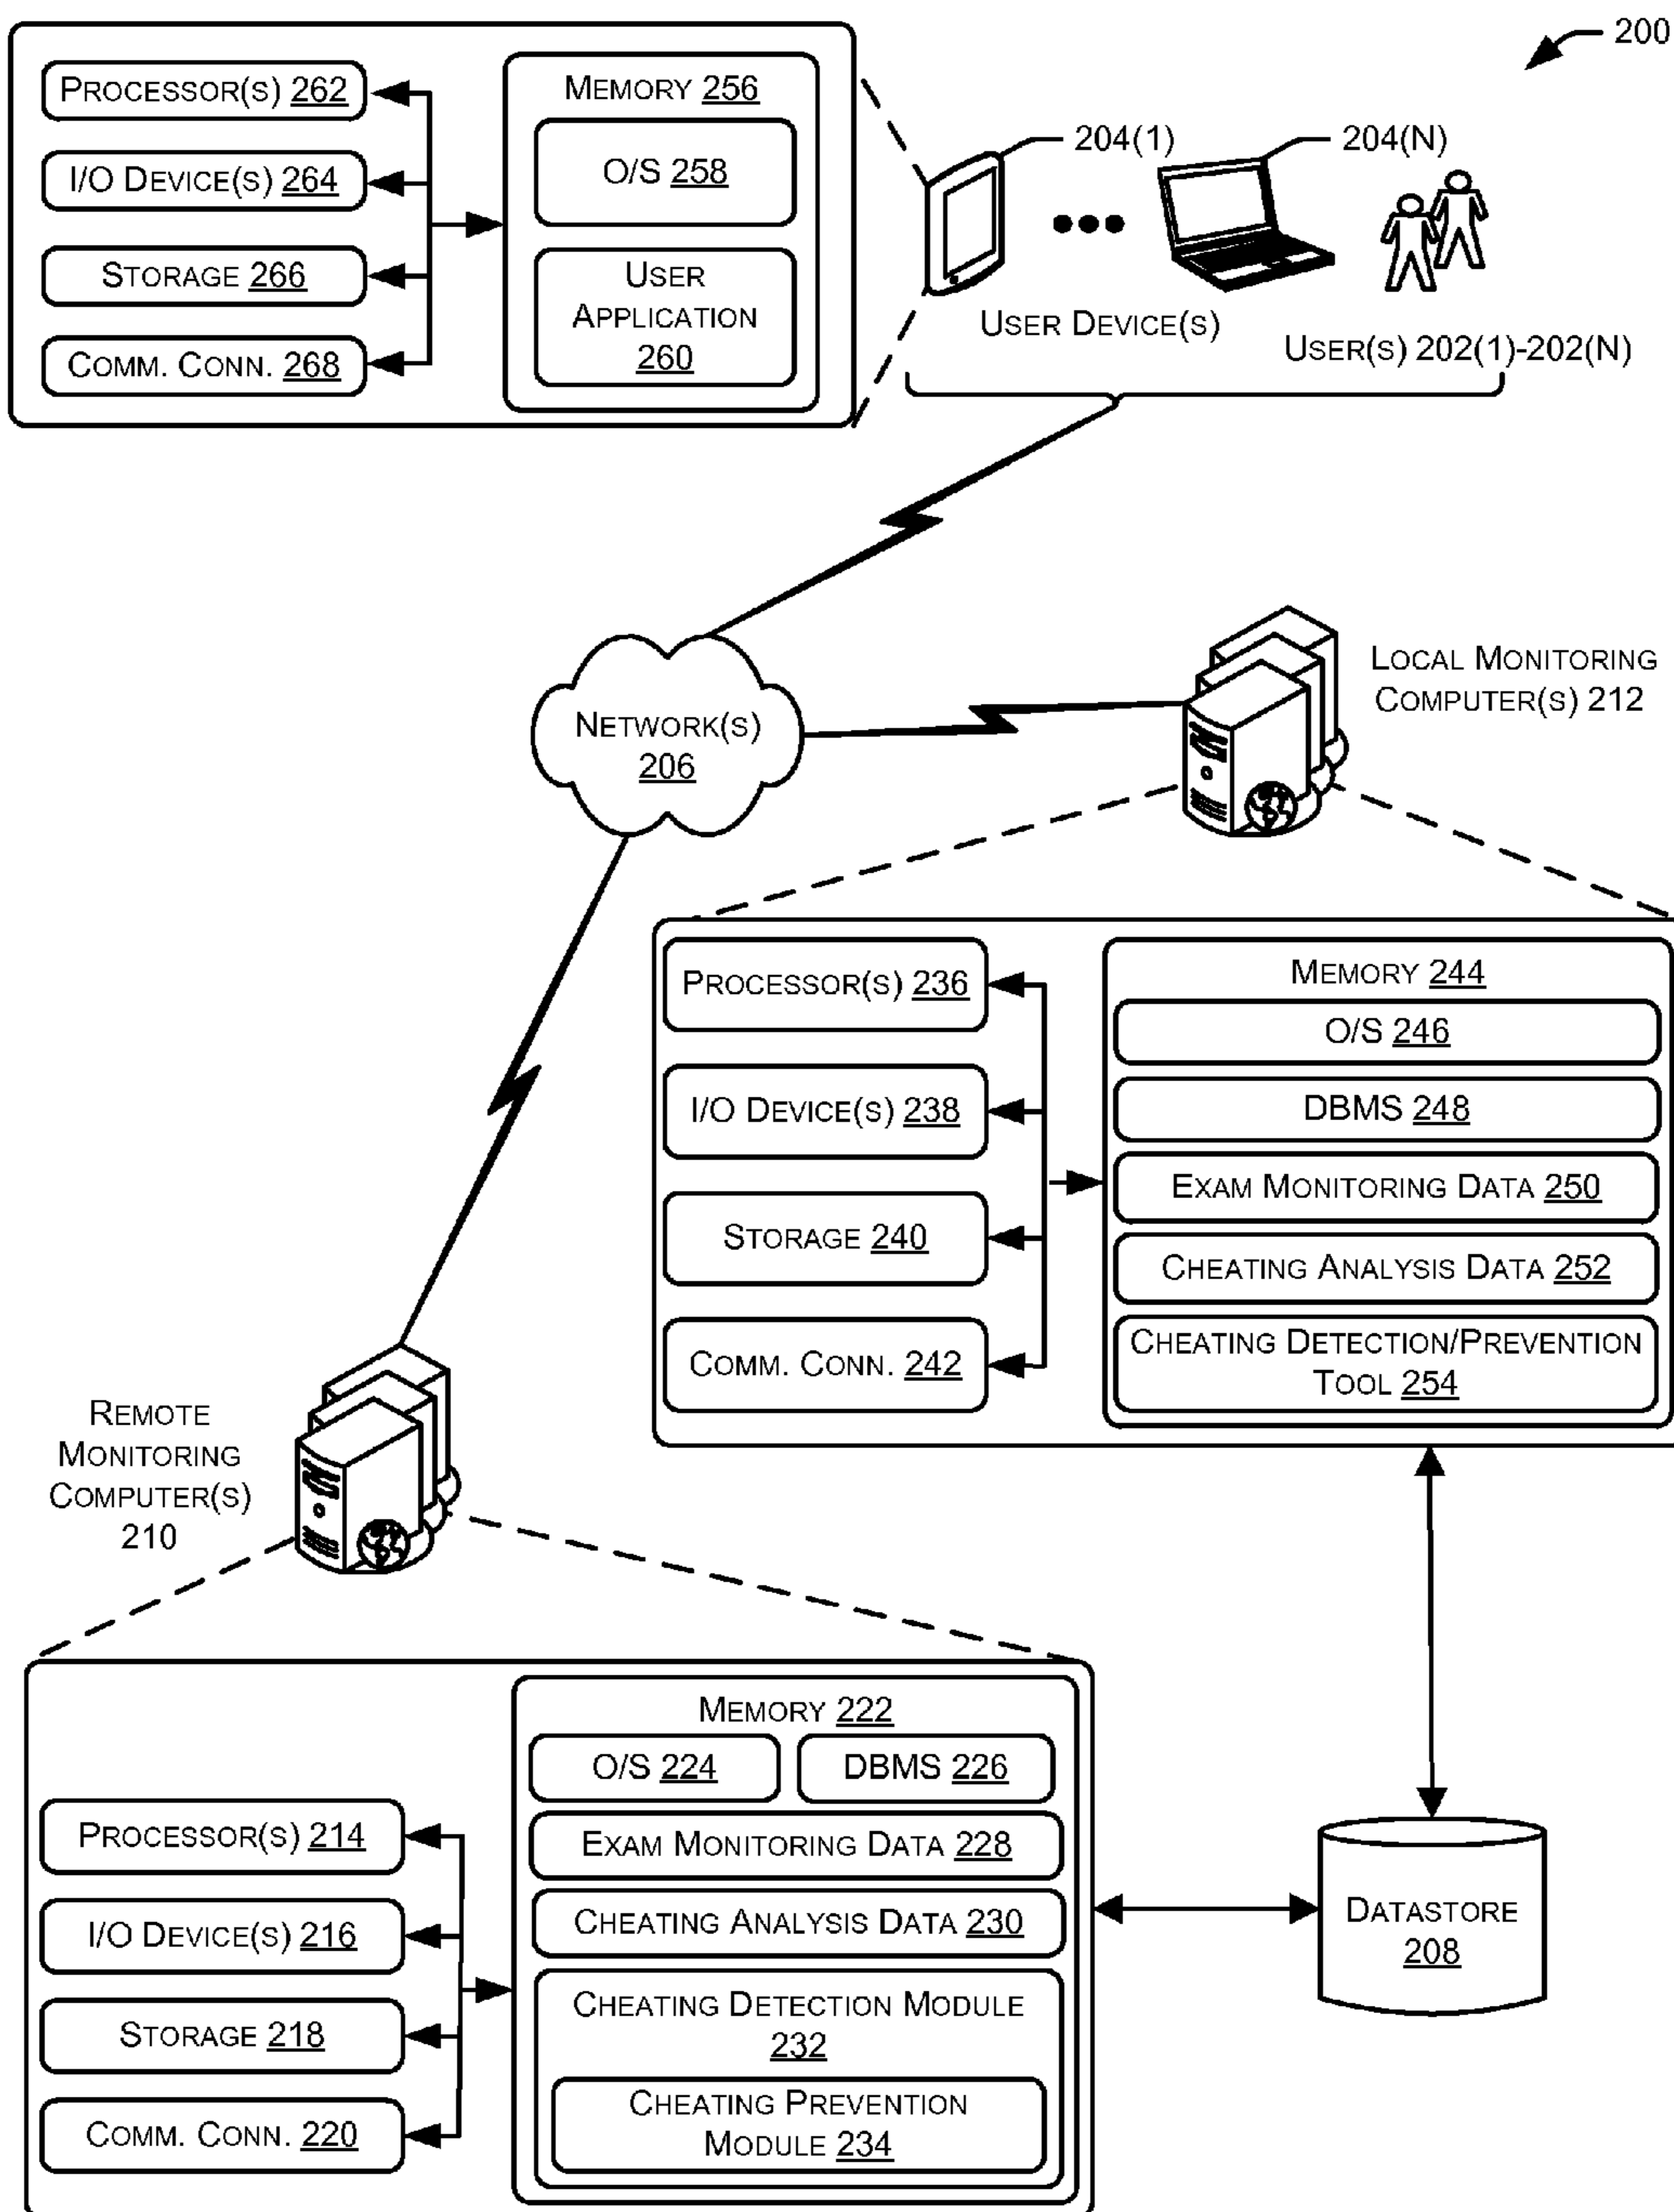 200
PROCESSOR(S) 262
I/O DEVICE(S) 264
STORAGE 266
COMM. CONN. 268
MEMORY 256
O/S 258
USER
APPLICATION
260
204(1)
204(N)
USER DEVICE(S)
USER(S) 202(1)-202(N)
NETWORK(S)
206
LOCAL MONITORING
COMPUTER(S) 212
PROCESSOR(S) 236
I/O DEVICE(S) 238
STORAGE 240
COMM. CONN. 242
MEMORY 244
O/S 246
DBMS 248
EXAM MONITORING DATA 250
CHEATING ANALYSIS DATA 252
CHEATING DETECTION/PREVENTION
TOOL 254
REMOTE
MONITORING
COMPUTER(S)
210
PROCESSOR(S) 214
I/O DEVICE(S) 216
STORAGE 218
COMM. CONN. 220
MEMORY 222
O/S 224
DBMS 226
EXAM MONITORING DATA 228
CHEATING ANALYSIS DATA 230
CHEATING DETECTION MODULE
232
CHEATING PREVENTION
MODULE 234
DATASTORE
208